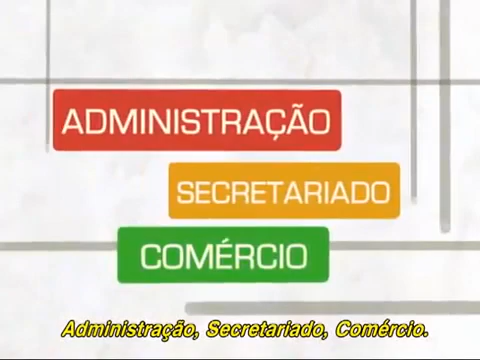 ADMINISTRAÇÃO
SECRETARIADO
COMÉRCIO
Administração, Secretariado, Comércio.